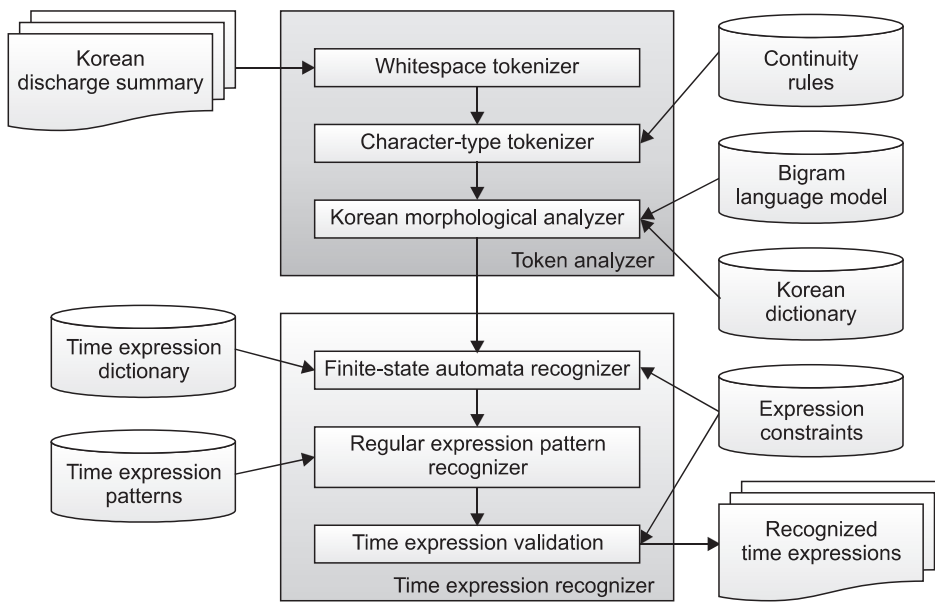 Korean
discharge summary
Whitespace tokenizer
Character-type tokenizer
Korean morphological analyzer
Token analyzer
Continuity
rules
Bigram
language model
Korean
dictionary
Time expression
dictionary
Time expression
patterns
Finite-state automata recognizer
Regular expression pattern
recognizer
Time expression validation
Time expression recognizer
Expression
constraints
Recognized
time expressions